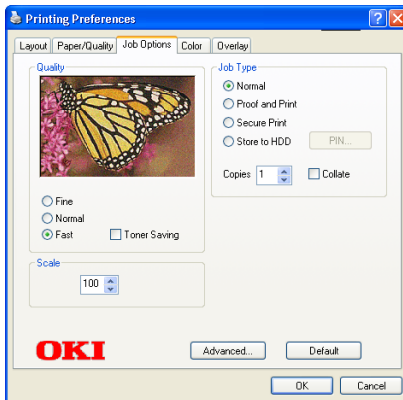 Printing Preferences
Layout Paper/Quality Job Options Color Overlay
Quality
Fine
Normal
Fast Toner Saving
Scale
100
Job Type
Normal
Proof and Print
Secure Print
Store to HDD PIN...
Copies 1 Collate
OKI
Advanced... Default
OK Cancel